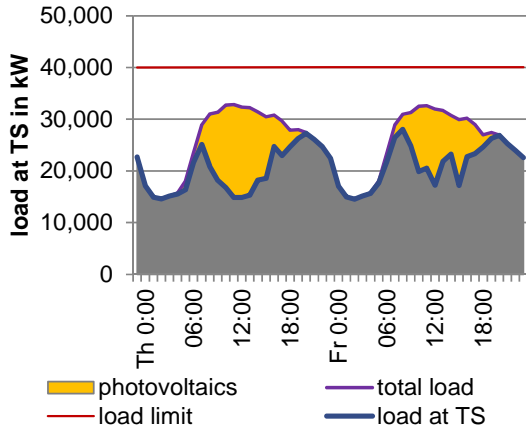 50,000
40,000
30,000
20,000
10,000
0
load at TS in kW
Th 0:00
06:00
12:00
18:00
Fr 0:00
06:00
12:00
18:00
photovoltaics
total load
load limit
load at TS